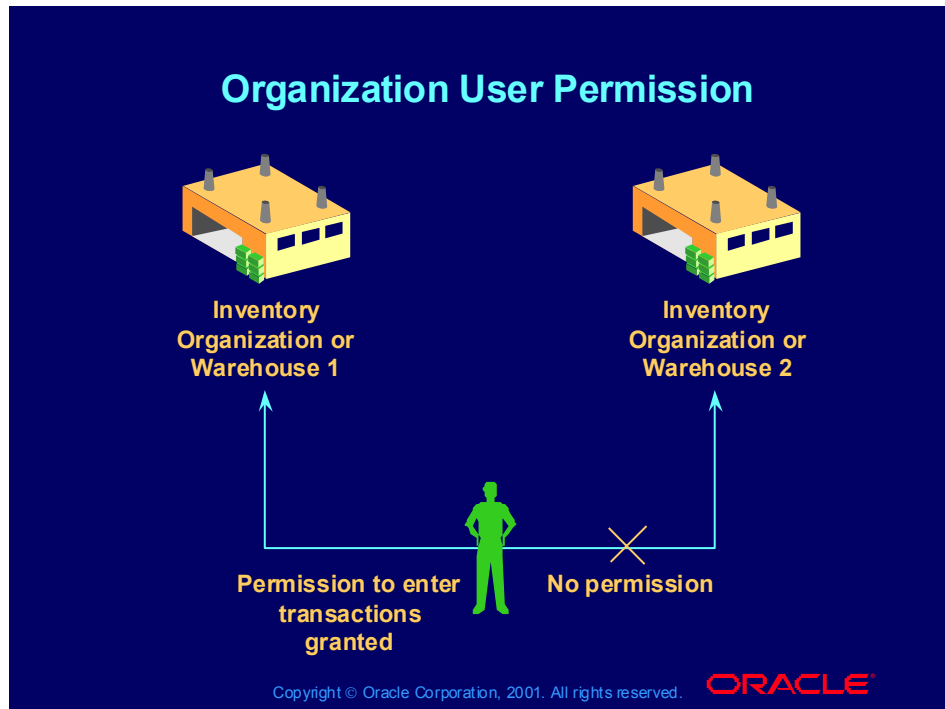 Organization User Permission
Inventory
Organization or
Warehouse 1
Inventory
Organization or
Warehouse 2
Permission to enter
transactions
granted
No permission
Copyright © Oracle Corporation, 2001. All rights reserved.
ORACLE®